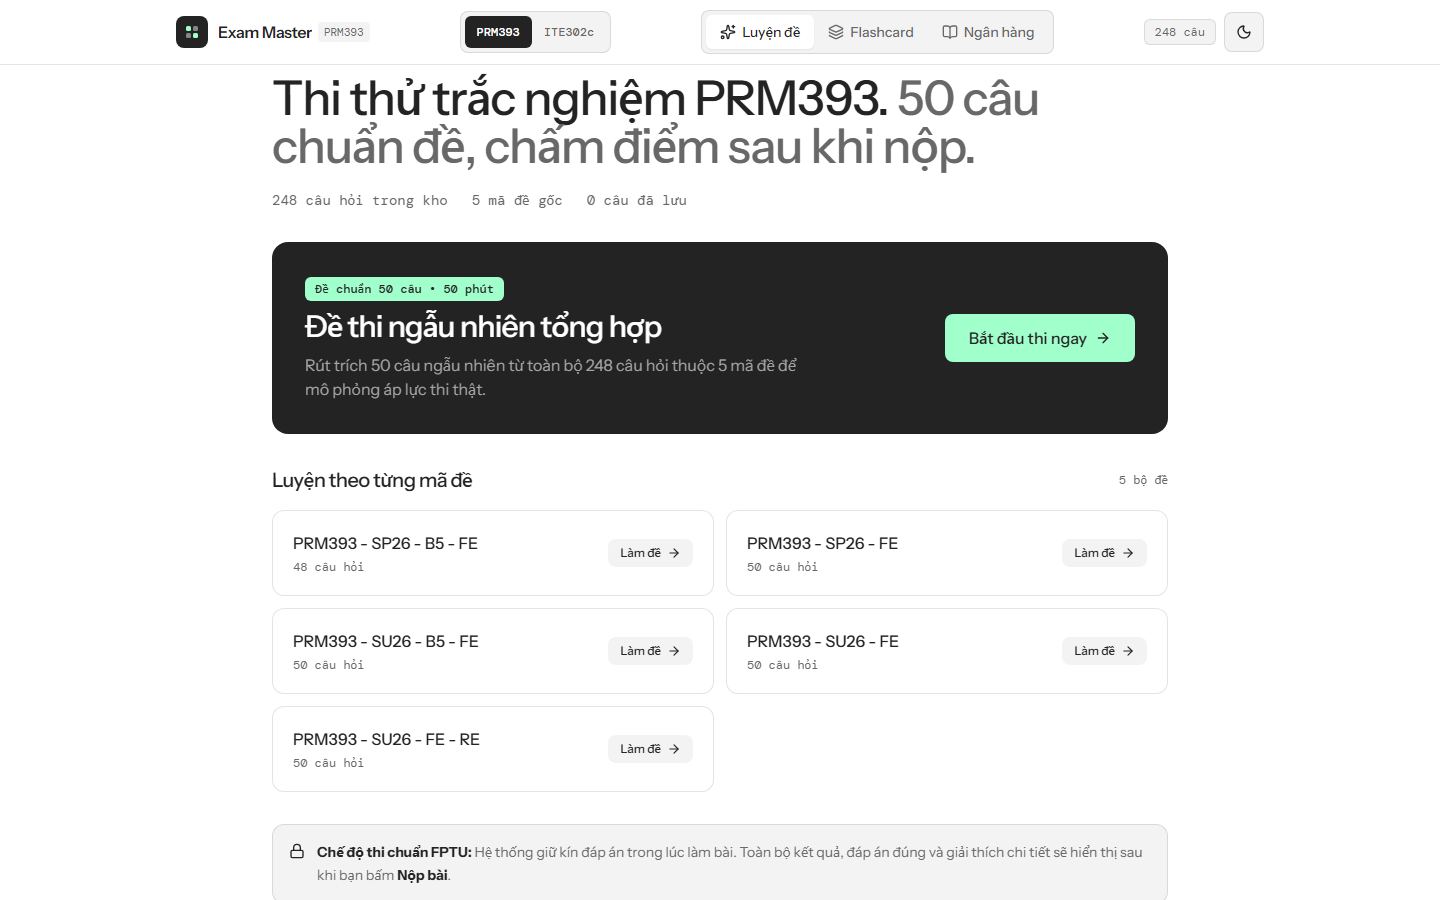 Exam Master PRM393
PRM393 ITE302c
Luyện đề Flashcard Ngân hàng
248 câu
Thi thử trắc nghiệm PRM393. 50 câu
chuẩn đề, chấm điểm sau khi nộp.
248 câu hỏi trong kho 5 mã đề gốc 0 câu đã lưu
Đề chuẩn 50 câu • 50 phút
Đề thi ngẫu nhiên tổng hợp
Rút trích 50 câu ngẫu nhiên từ toàn bộ 248 câu hỏi thuộc 5 mã đề để
mô phỏng áp lực thi thật.
Bắt đầu thi ngay →
Luyện theo từng mã đề
5 bộ đề
PRM393 - SP26 - B5 - FE
48 câu hỏi
Làm đề →
PRM393 - SP26 - FE
50 câu hỏi
Làm đề →
PRM393 - SU26 - B5 - FE
50 câu hỏi
Làm đề →
PRM393 - SU26 - FE
50 câu hỏi
Làm đề →
PRM393 - SU26 - FE - RE
50 câu hỏi
Làm đề →
Chế độ thi chuẩn FPTU: Hệ thống giữ kín đáp án trong lúc làm bài. Toàn bộ kết quả, đáp án đúng và giải thích chi tiết sẽ hiển thị sau
khi bạn bấm Nộp bài.